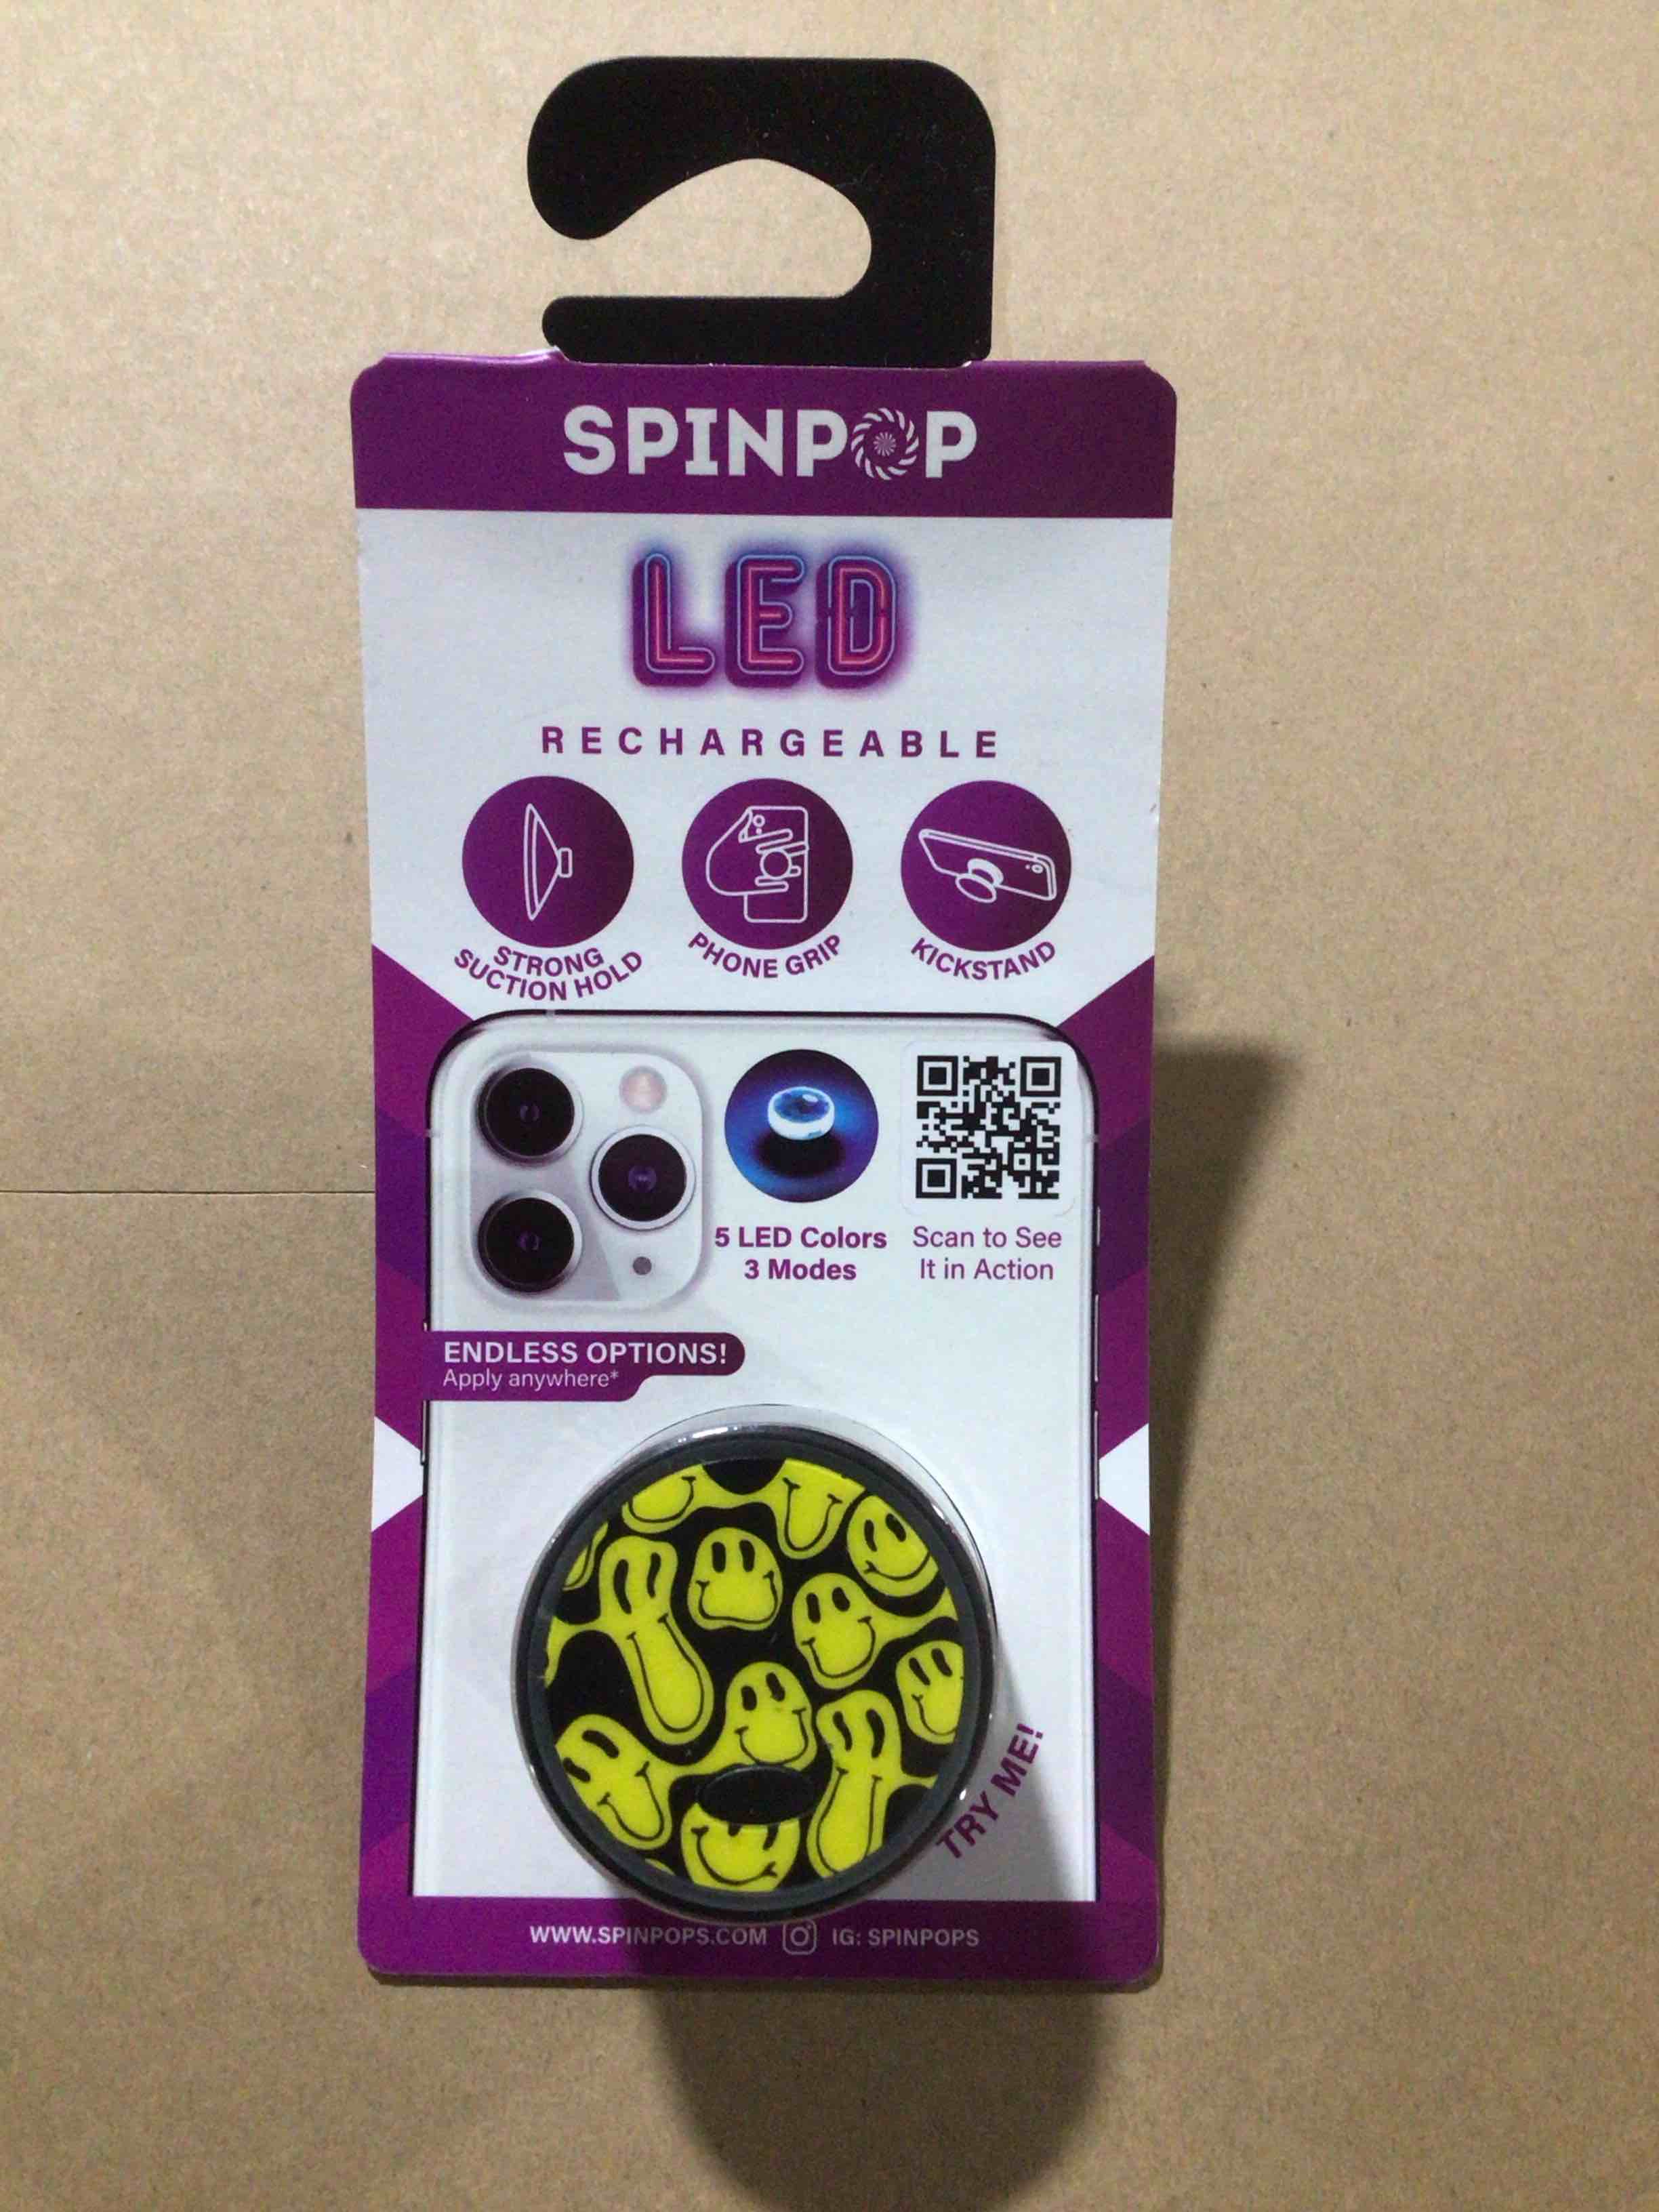 SPINPOP
LED
RECHARGEABLE
STRONG
SUCTION HOLD
PHONE GRIP
KICKSTAND
5 LED Colors
3 Modes
Scan to See
It in Action
ENDLESS OPTIONS!
Apply anywhere*
TRY ME!
WWW.SPINPOPS.COM IG: SPINPOPS